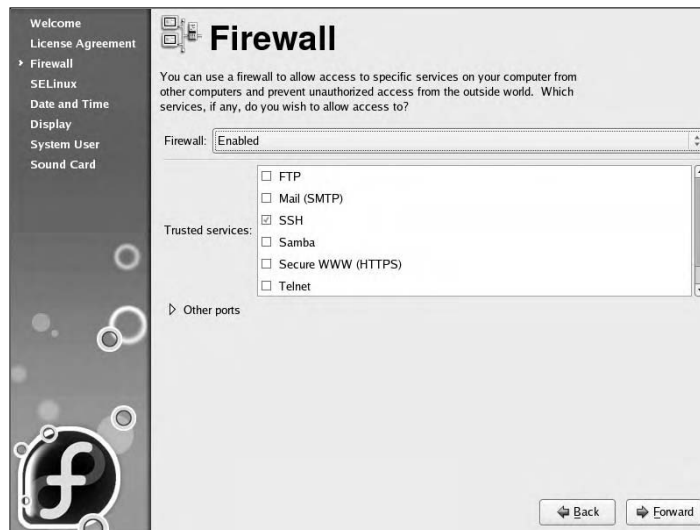 Welcome
License Agreement
Firewall
SELinux
Date and Time
Display
System User
Sound Card
Firewall
You can use a firewall to allow access to specific services on your computer from
other computers and prevent unauthorized access from the outside world. Which
services, if any, do you wish to allow access to?
Firewall: Enabled
Trusted services:
FTP
Mail (SMTP)
SSH
Samba
Secure WWW (HTTPS)
Telnet
Other ports
Back
Forward